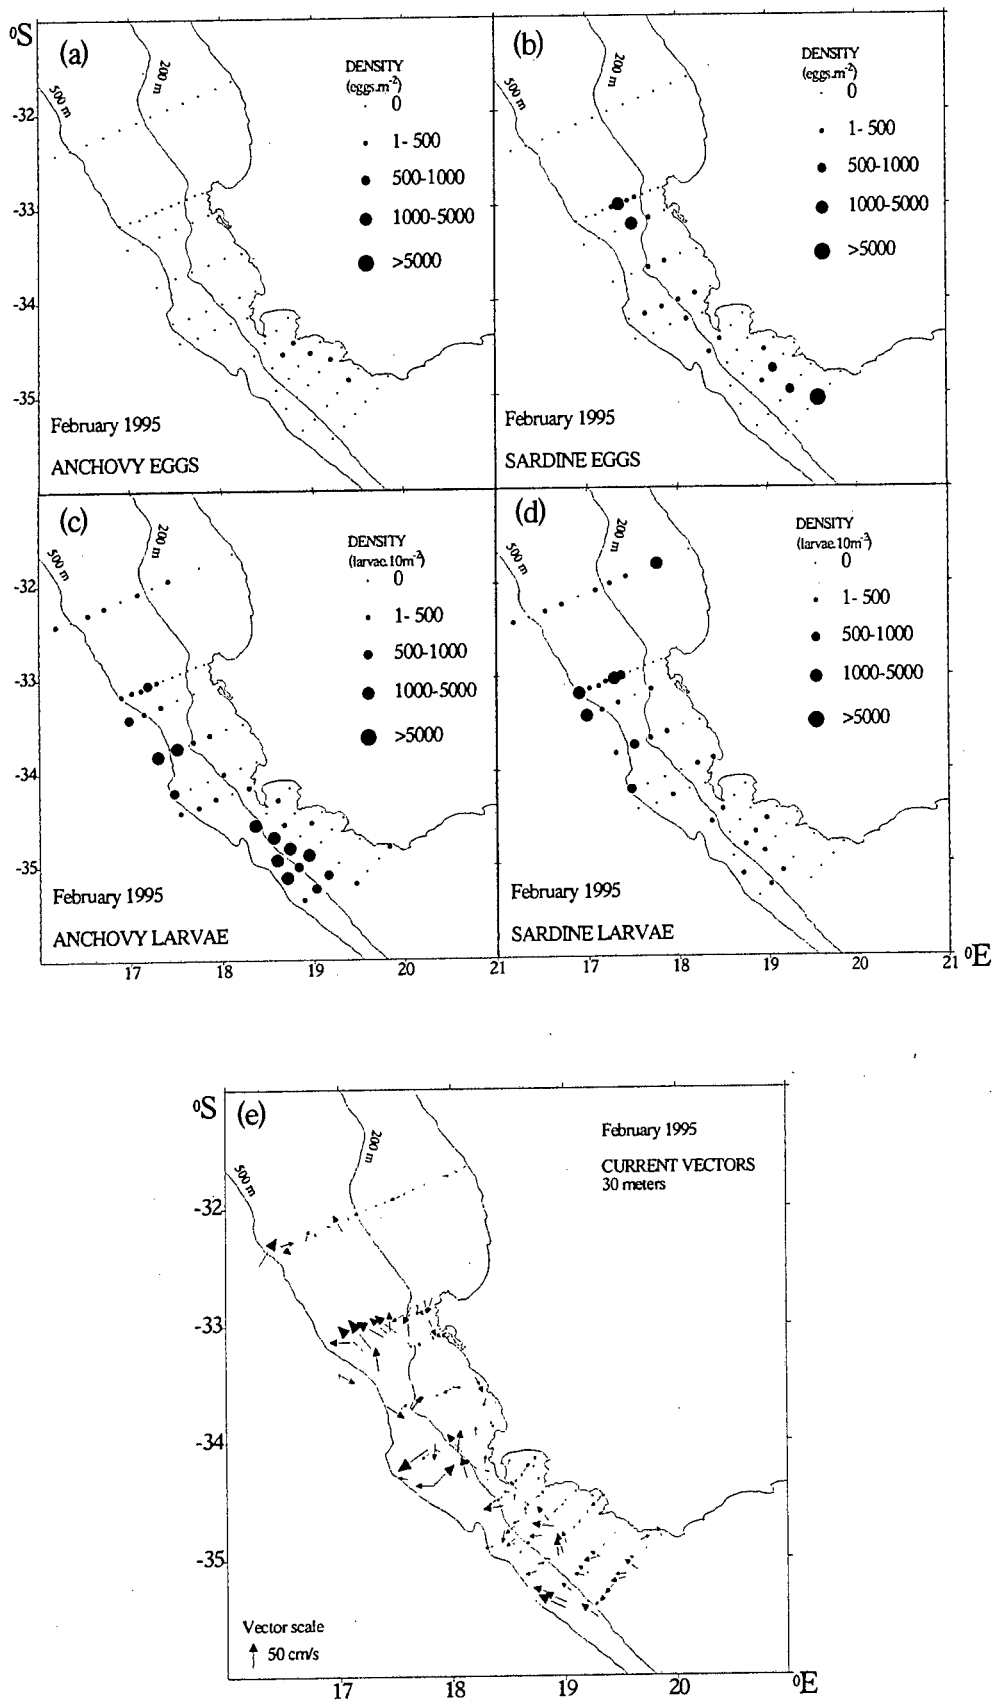 ⁰S
(a)
200 m
500 m
DENSITY
(eggs.m⁻²)
0
1- 500
500-1000
1000-5000
>5000
-32
-33
-34
-35
February 1995
ANCHOVY EGGS
(b)
200 m
500 m
DENSITY
(eggs.m⁻²)
0
1- 500
500-1000
1000-5000
>5000
February 1995
SARDINE EGGS
(c)
200 m
500 m
DENSITY
(larvae.10m⁻²)
0
1- 500
500-1000
1000-5000
>5000
-32
-33
-34
-35
February 1995
ANCHOVY LARVAE
17
18
19
20
21
(d)
200 m
500 m
DENSITY
(larvae.10m⁻²)
0
1- 500
500-1000
1000-5000
>5000
February 1995
SARDINE LARVAE
17
18
19
20
21
⁰E
⁰S
(e)
200 m
500 m
February 1995
CURRENT VECTORS
30 meters
-32
-33
-34
-35
Vector scale
50 cm/s
17
18
19
20
⁰E